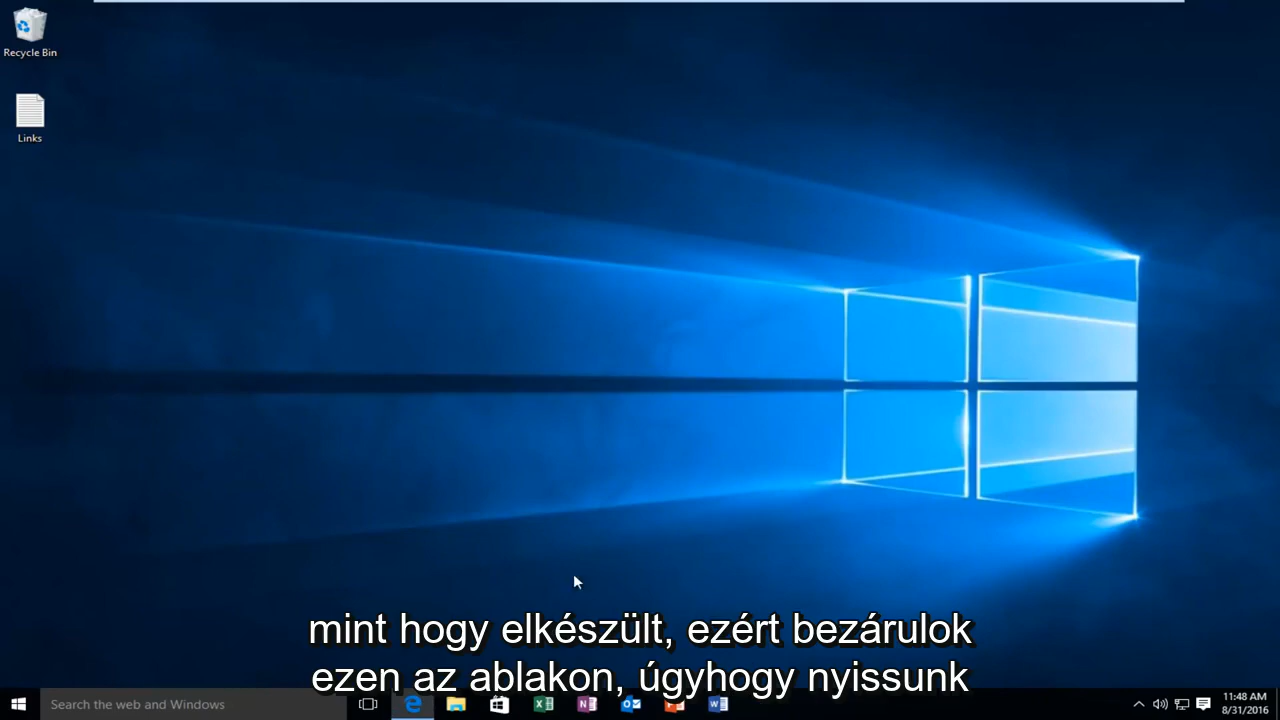 Recycle Bin
Links
mint hogy elkészült, ezért bezárulok
ezen az ablakon, úgyhogy nyissunk
Search the web and Windows
11:48 AM
8/31/2016